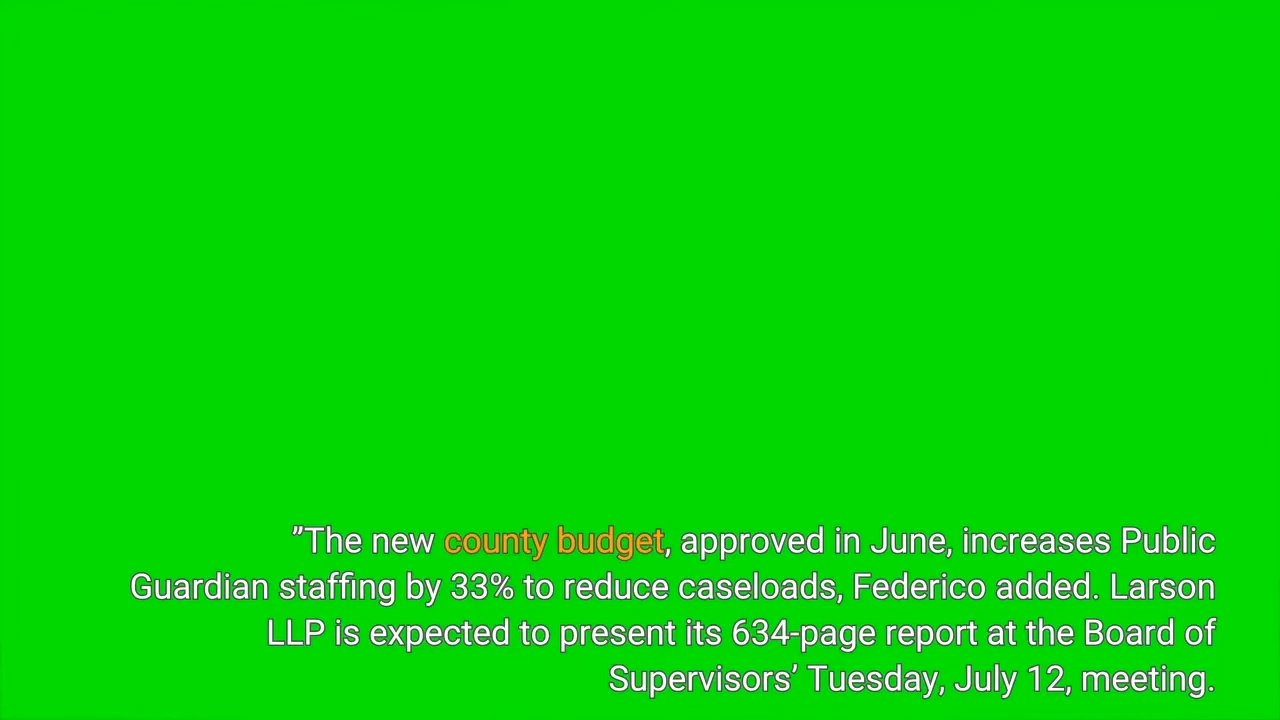 ”The new county budget, approved in June, increases Public
Guardian staffing by 33% to reduce caseloads, Federico added. Larson
LLP is expected to present its 634-page report at the Board of
Supervisors’ Tuesday, July 12, meeting.